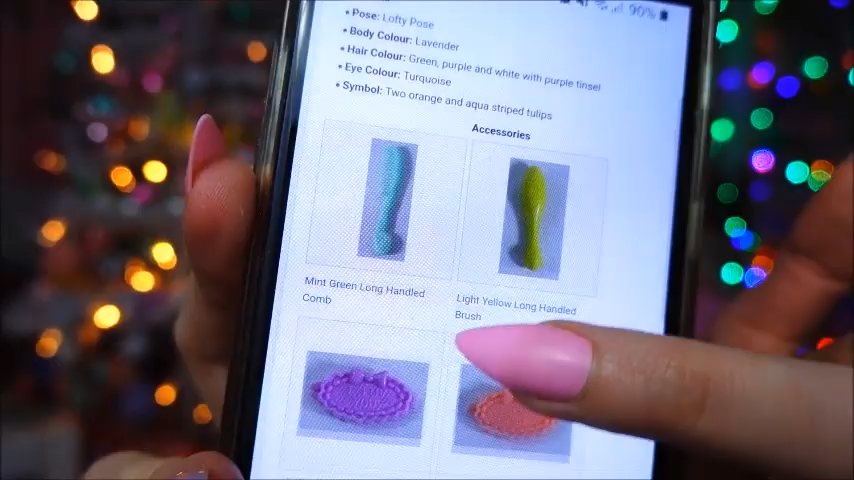 90%
• Pose: Lofty Pose
• Body Colour: Lavender
• Hair Colour: Green, purple and white with purple tinsel
• Eye Colour: Turquoise
• Symbol: Two orange and aqua striped tulips
Accessories
Mint Green Long Handled
Comb
Light Yellow Long Handled
Brush